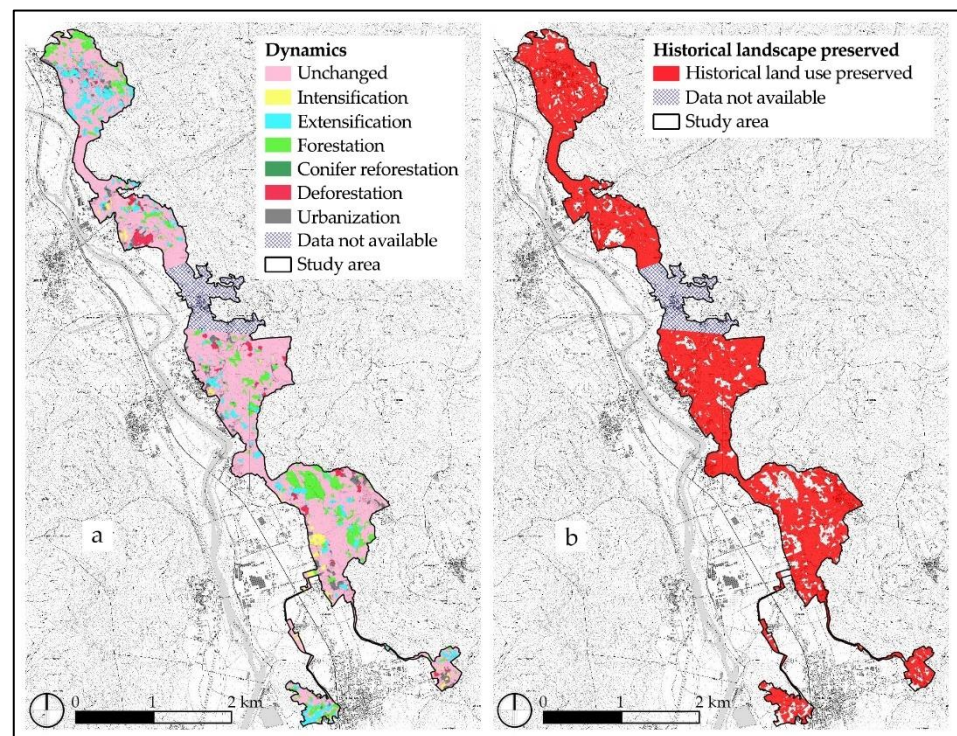 Dynamics
Unchanged
Intensification
Extensification
Forestation
Conifer reforestation
Deforestation
Urbanization
Data not available
Study area
a
0 1 2 km
Historical landscape preserved
Historical land use preserved
Data not available
Study area
b
0 1 2 km